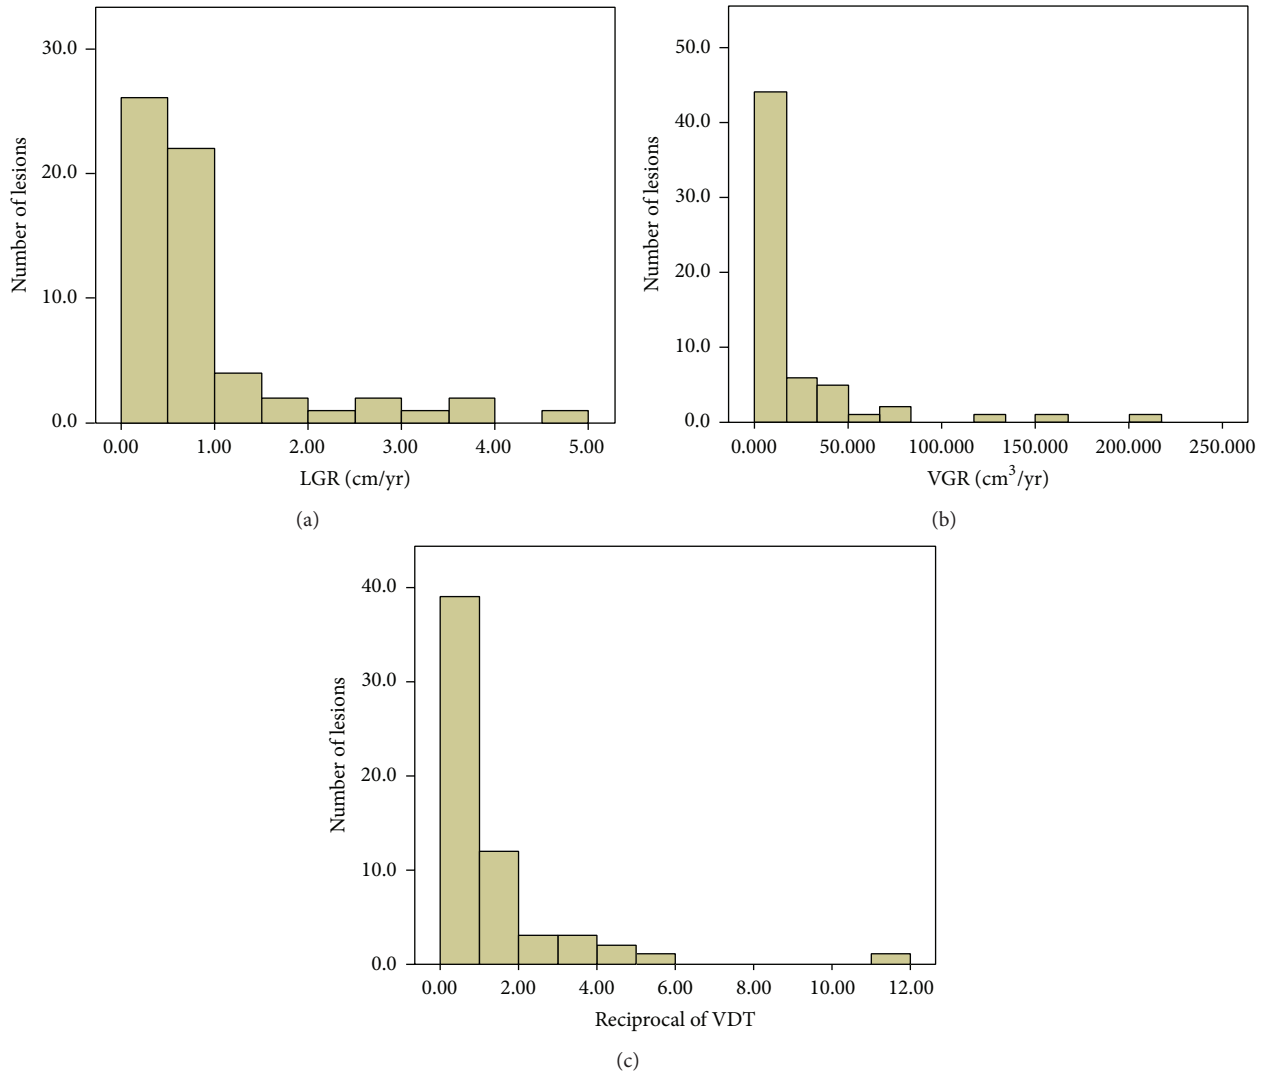 30.0
20.0
10.0
0.0
Number of lesions
0.00 1.00 2.00 3.00 4.00 5.00
LGR (cm/yr)
(a)
50.0
40.0
30.0
20.0
10.0
0.0
Number of lesions
0.000 50.000 100.000 150.000 200.000 250.000
VGR (cm³/yr)
(b)
40.0
30.0
20.0
10.0
0.0
Number of lesions
0.00 2.00 4.00 6.00 8.00 10.00 12.00
Reciprocal of VDT
(c)